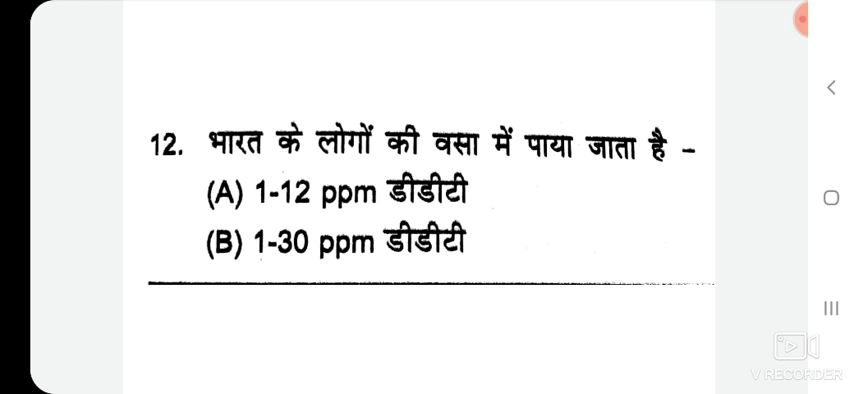 12. भारत के लोगों की वसा में पाया जाता है –
(A) 1-12 ppm डीडीटी
(B) 1-30 ppm डीडीटी
V RECORDER